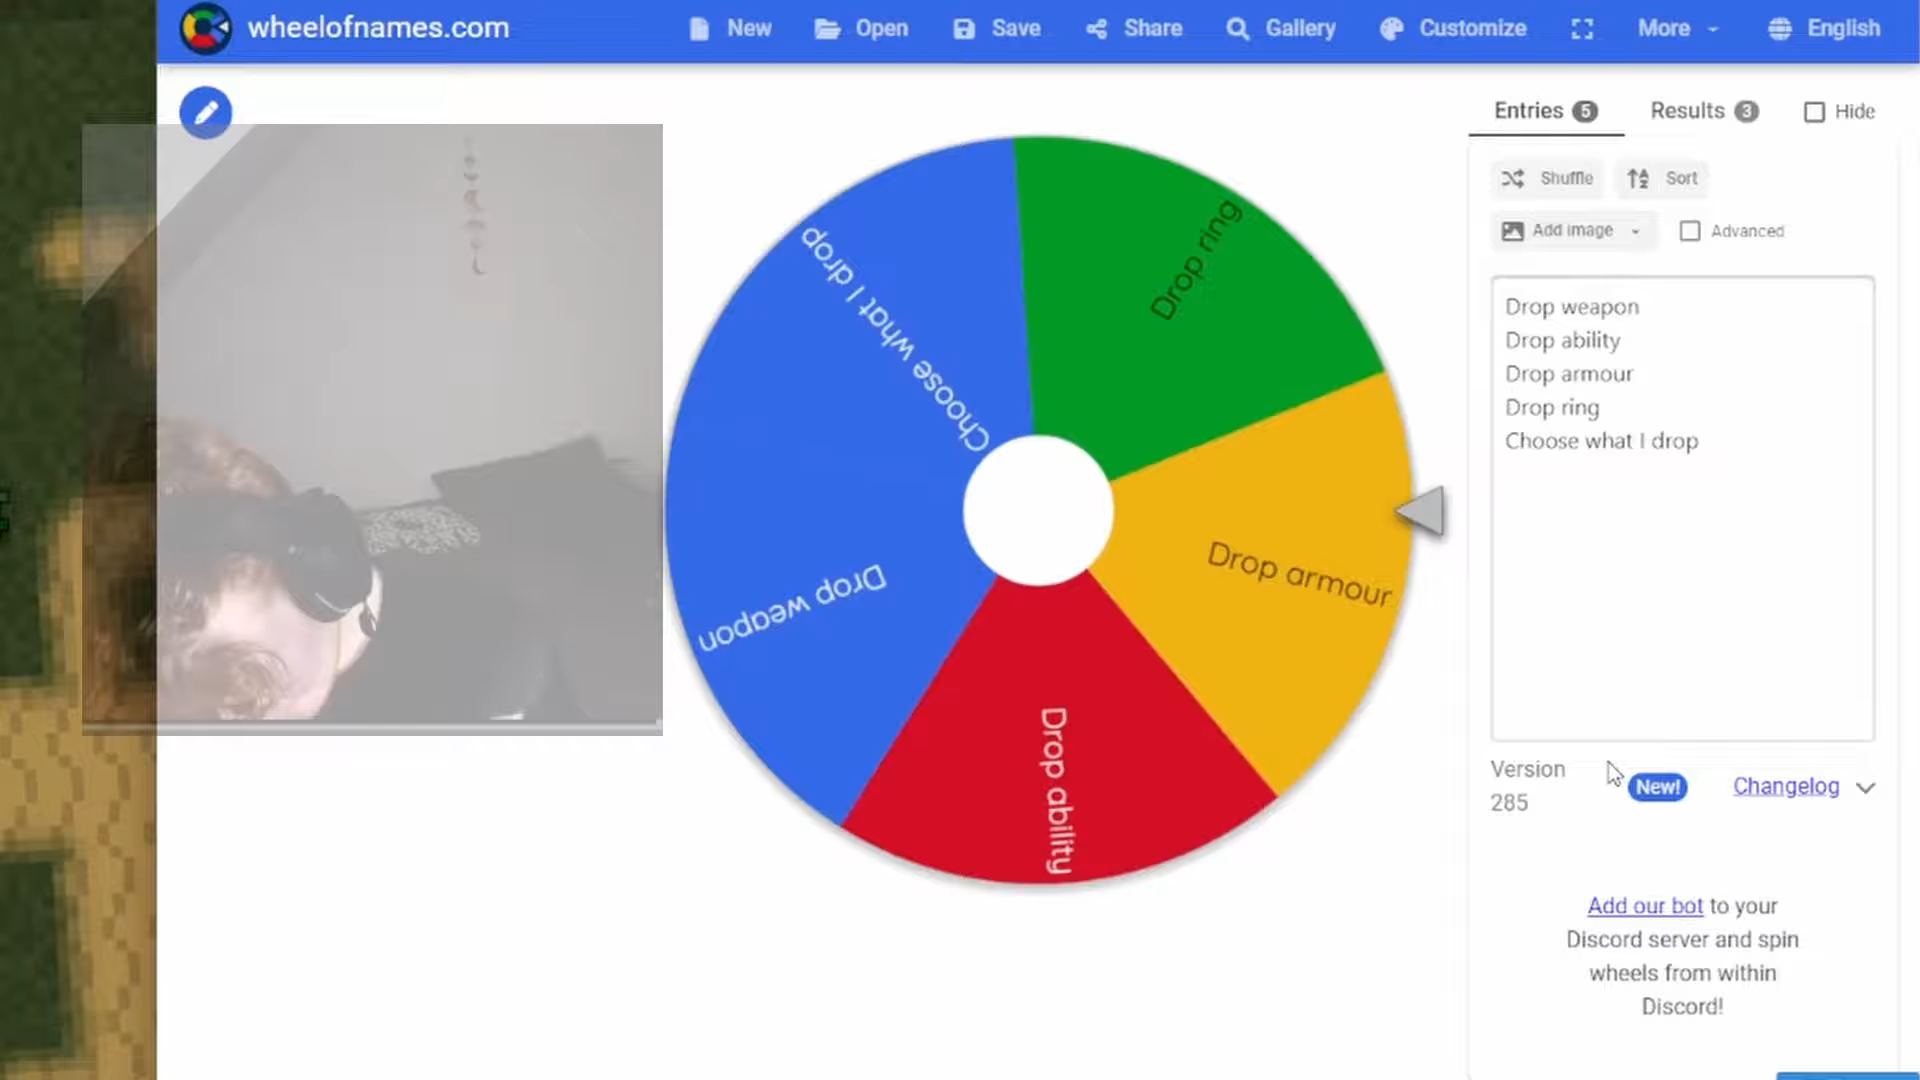 wheelofnames.com
New
Open
Save
Share
Gallery
Customize
More
English
Entries 5
Results 3
Hide
Shuffle
Sort
Add image
Advanced
Drop weapon
Drop ability
Drop armour
Drop ring
Choose what I drop
Choose what I drop
Drop ring
Drop armour
Drop ability
Drop weapon
Version
285
New!
Changelog
Add our bot to your
Discord server and spin
wheels from within
Discord!